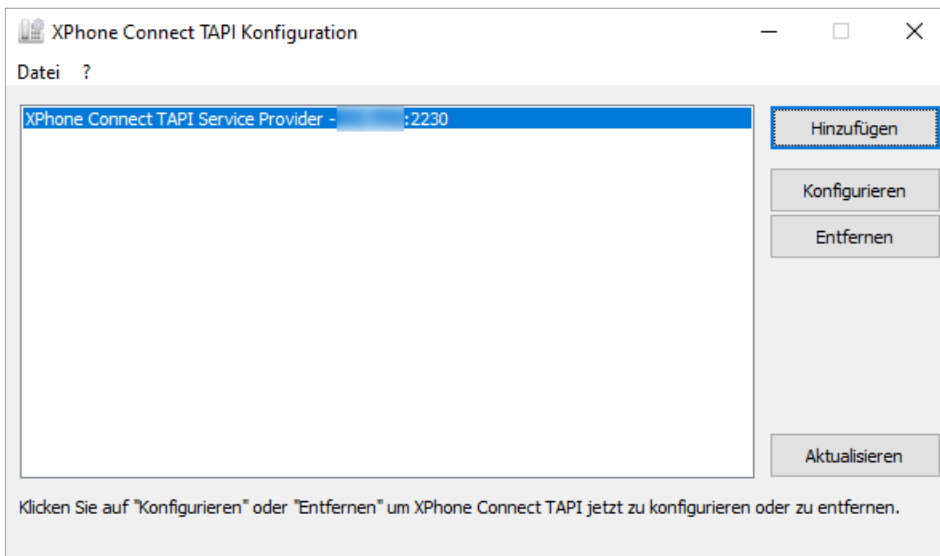 XPhone Connect TAPI Konfiguration
Datei ?
XPhone Connect TAPI Service Provider - :2230
Hinzufügen
Konfigurieren
Entfernen
Aktualisieren
Klicken Sie auf "Konfigurieren" oder "Entfernen" um XPhone Connect TAPI jetzt zu konfigurieren oder zu entfernen.